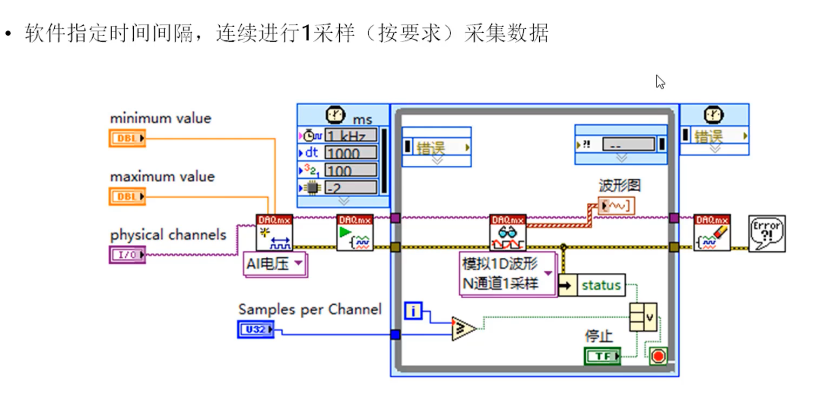 • 软件指定时间间隔，连续进行1采样（按要求）采集数据
minimum value
DBL
maximum value
DBL
physical channels
I/O
ms
1 kHz
dt 1000
100
-2
错误
?! --
错误
波形图
DAQmx
DAQmx
DAQmx
DAQmx
Error
?!
AI电压
模拟1D波形
N通道1采样
status
Samples per Channel
U32
i
≥
v
停止
TF